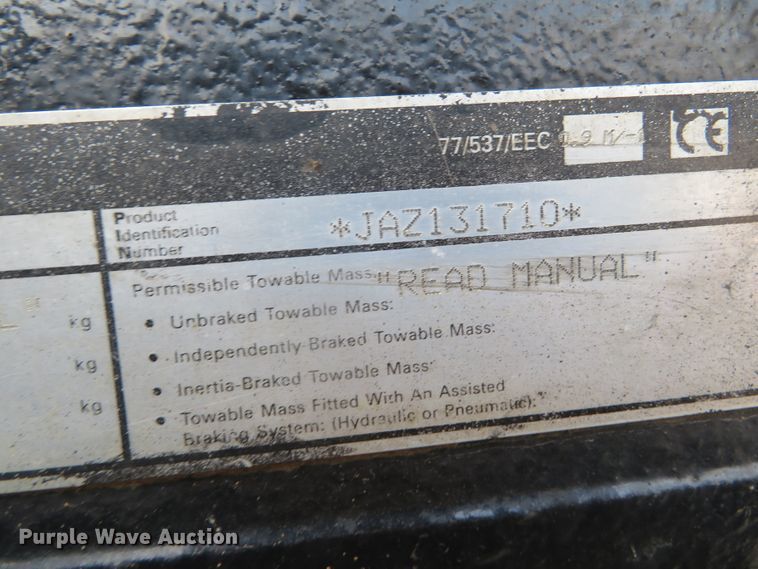 77/537/EEC
CE
Product
Identification
Number
*JAZ131710*
Permissible Towable Mass:
"READ MANUAL"
• Unbraked Towable Mass:
kg
• Independently-Braked Towable Mass:
kg
• Inertia-Braked Towable Mass:
kg
• Towable Mass Fitted With An Assisted
Braking System: (Hydraulic or Pneumatic):
Purple Wave Auction